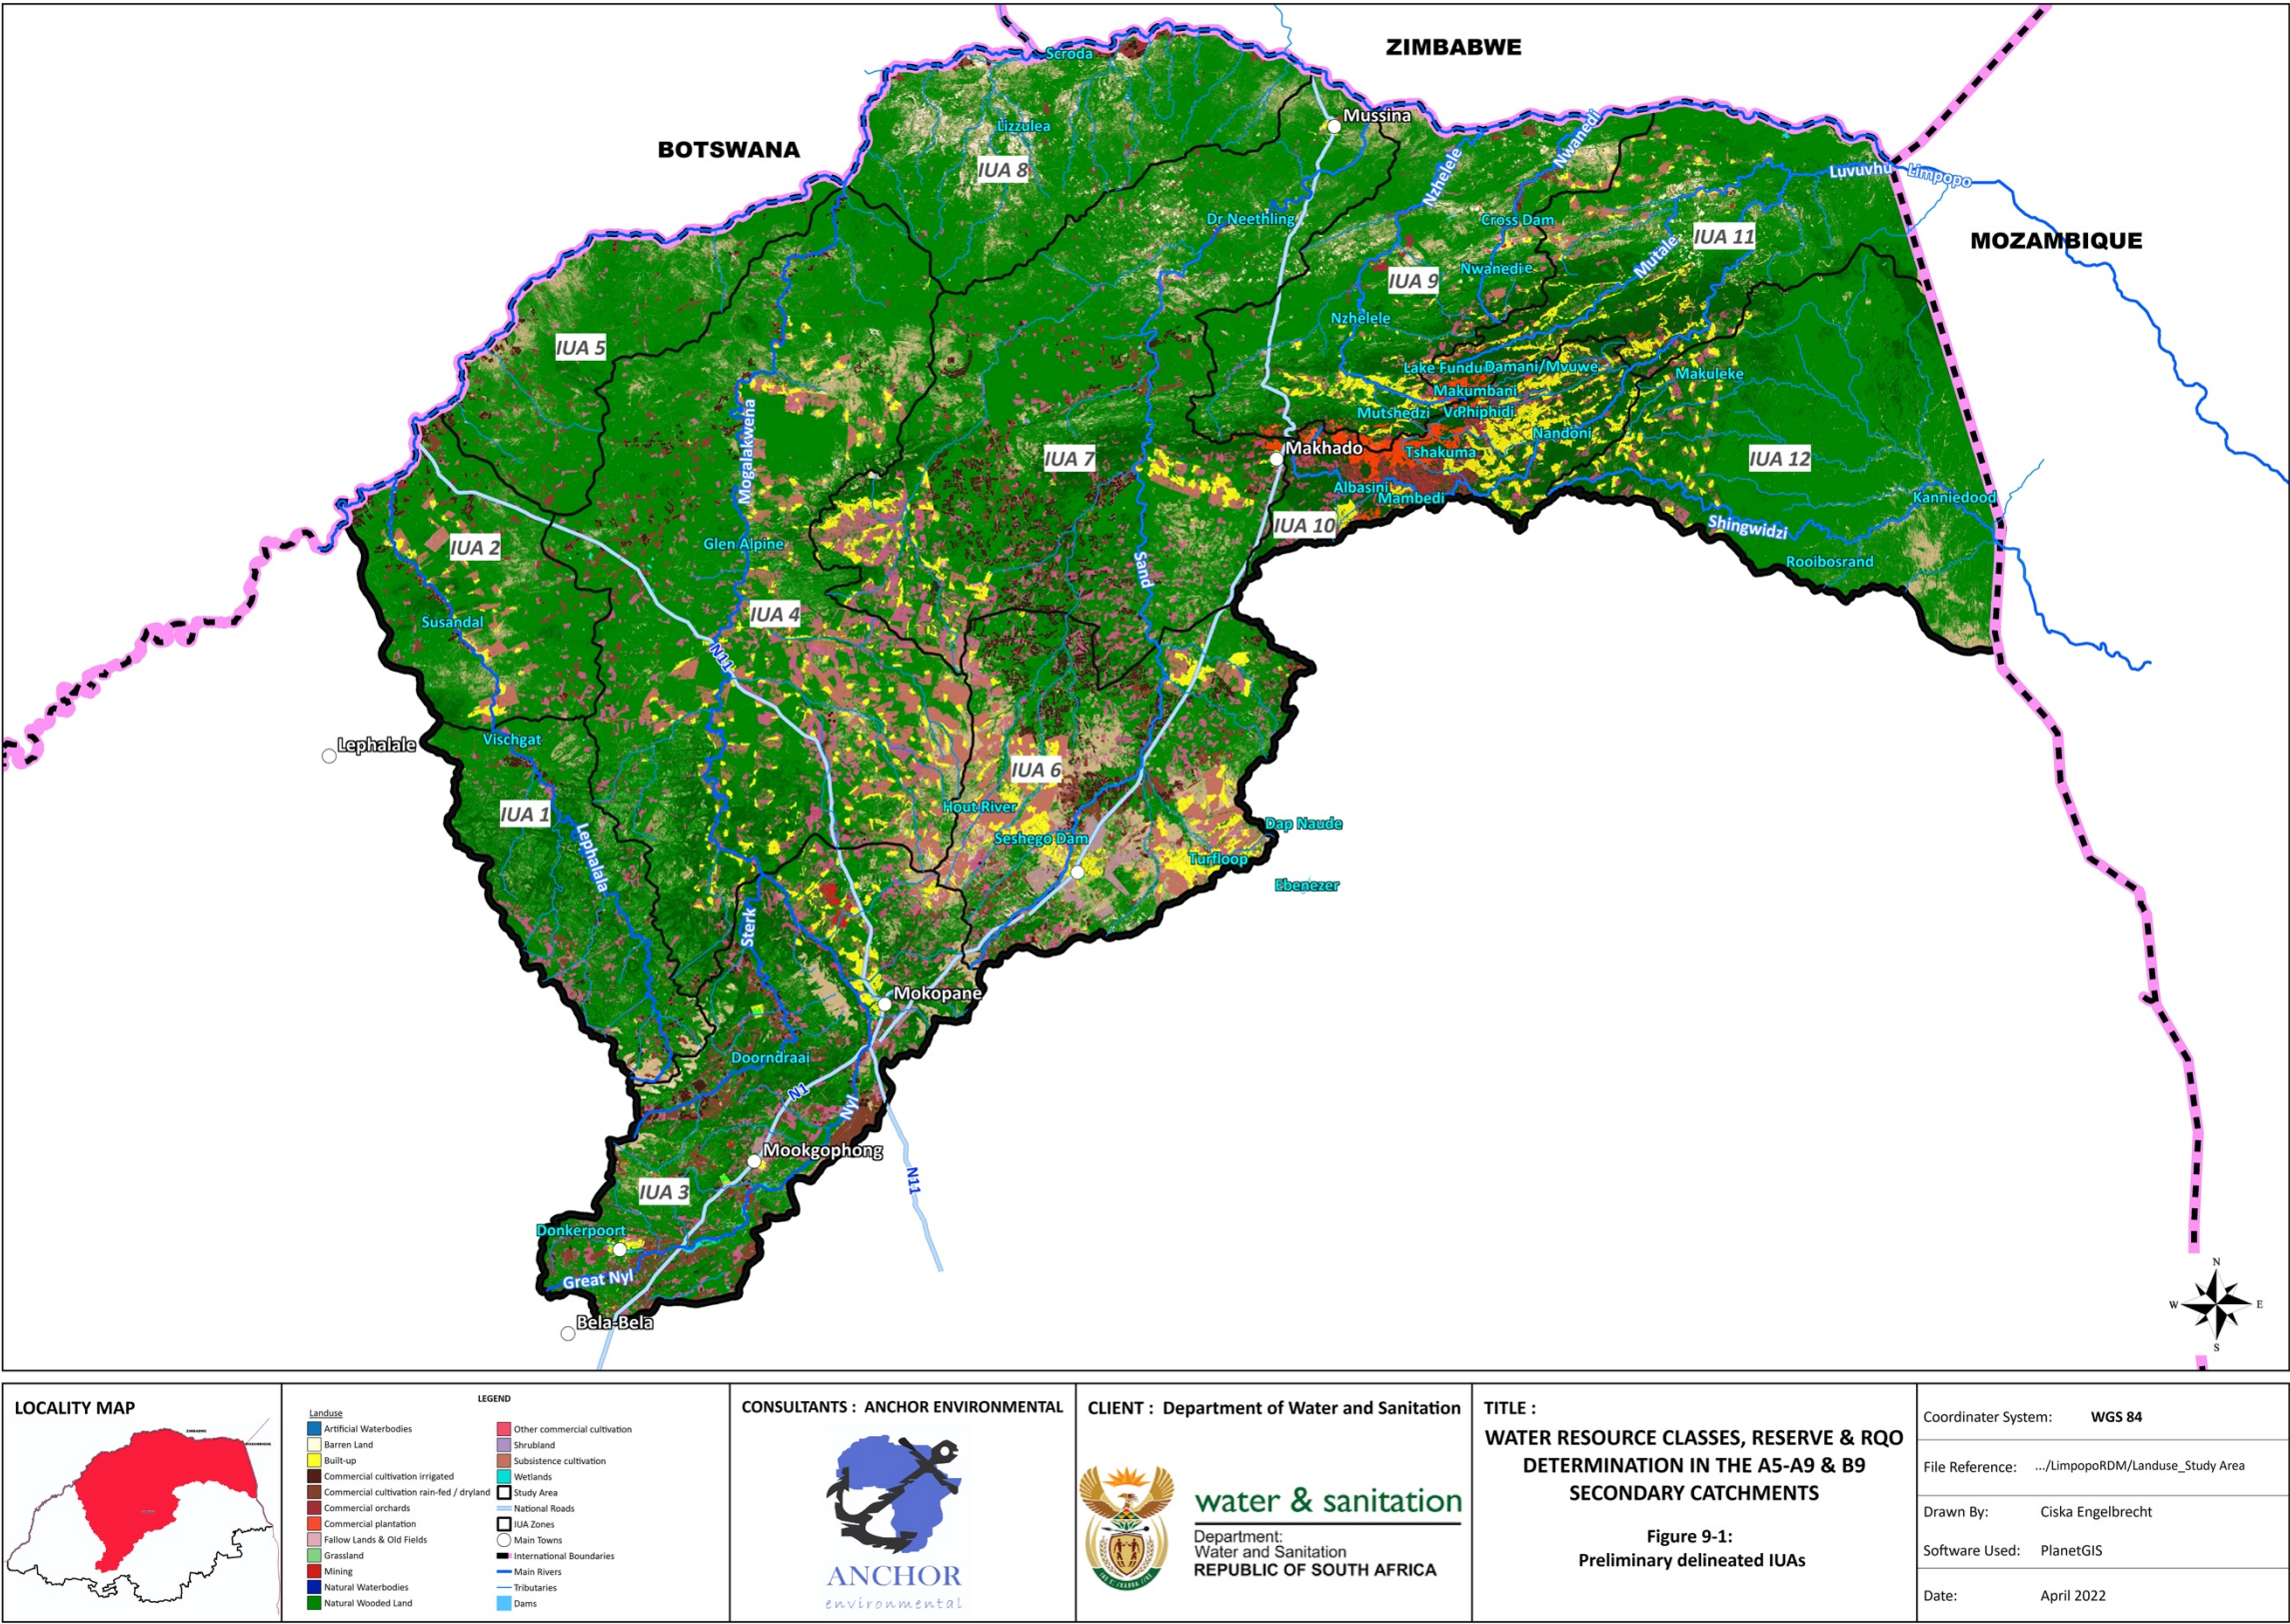 ZIMBABWE
BOTSWANA
MOZAMBIQUE
Scroda
Mussina
Lizzulea
IUA 8
Nzhelele
Nwanedi
Luvuvhu
Limpopo
Dr Neethling
Cross Dam
IUA 11
Mutale
IUA 9
Nwanedie
Nzhelele
IUA 5
Lake Fundu
Damani/Mvuwe
Makuleke
Makumbani
Mutshedzi
Phiphidi
Nandoni
Mogalakwena
Makhado
Tshakuma
IUA 7
IUA 12
Albasini
Mambedi
Kanniedood
IUA 10
Shingwidzi
Glen Alpine
IUA 2
Sand
Rooibosrand
IUA 4
Susandal
N11
Vischgat
Lephalale
IUA 6
Hout River
IUA 1
Lephalala
Seshego Dam
Dap Naude
Turfloop
Ebenezer
Sterk
Mokopane
Doorndraai
N1
Nyl
Mookgophong
N11
IUA 3
Donkerpoort
Great Nyl
Bela-Bela
N
W
E
S
LOCALITY MAP
ZIMBABWE
MOZAMBIQUE
LEGEND
Landuse
Artificial Waterbodies
Barren Land
Built-up
Commercial cultivation irrigated
Commercial cultivation rain-fed / dryland
Commercial orchards
Commercial plantation
Fallow Lands & Old Fields
Grassland
Mining
Natural Waterbodies
Natural Wooded Land
Other commercial cultivation
Shrubland
Subsistence cultivation
Wetlands
Study Area
National Roads
IUA Zones
Main Towns
International Boundaries
Main Rivers
Tributaries
Dams
CONSULTANTS : ANCHOR ENVIRONMENTAL
ANCHOR
environmental
CLIENT : Department of Water and Sanitation
water & sanitation
Department:
Water and Sanitation
REPUBLIC OF SOUTH AFRICA
TITLE :
WATER RESOURCE CLASSES, RESERVE & RQO
DETERMINATION IN THE A5-A9 & B9
SECONDARY CATCHMENTS
Figure 9-1:
Preliminary delineated IUAs
Coordinater System: WGS 84
File Reference: .../LimpopoRDM/Landuse_Study Area
Drawn By: Ciska Engelbrecht
Software Used: PlanetGIS
Date: April 2022